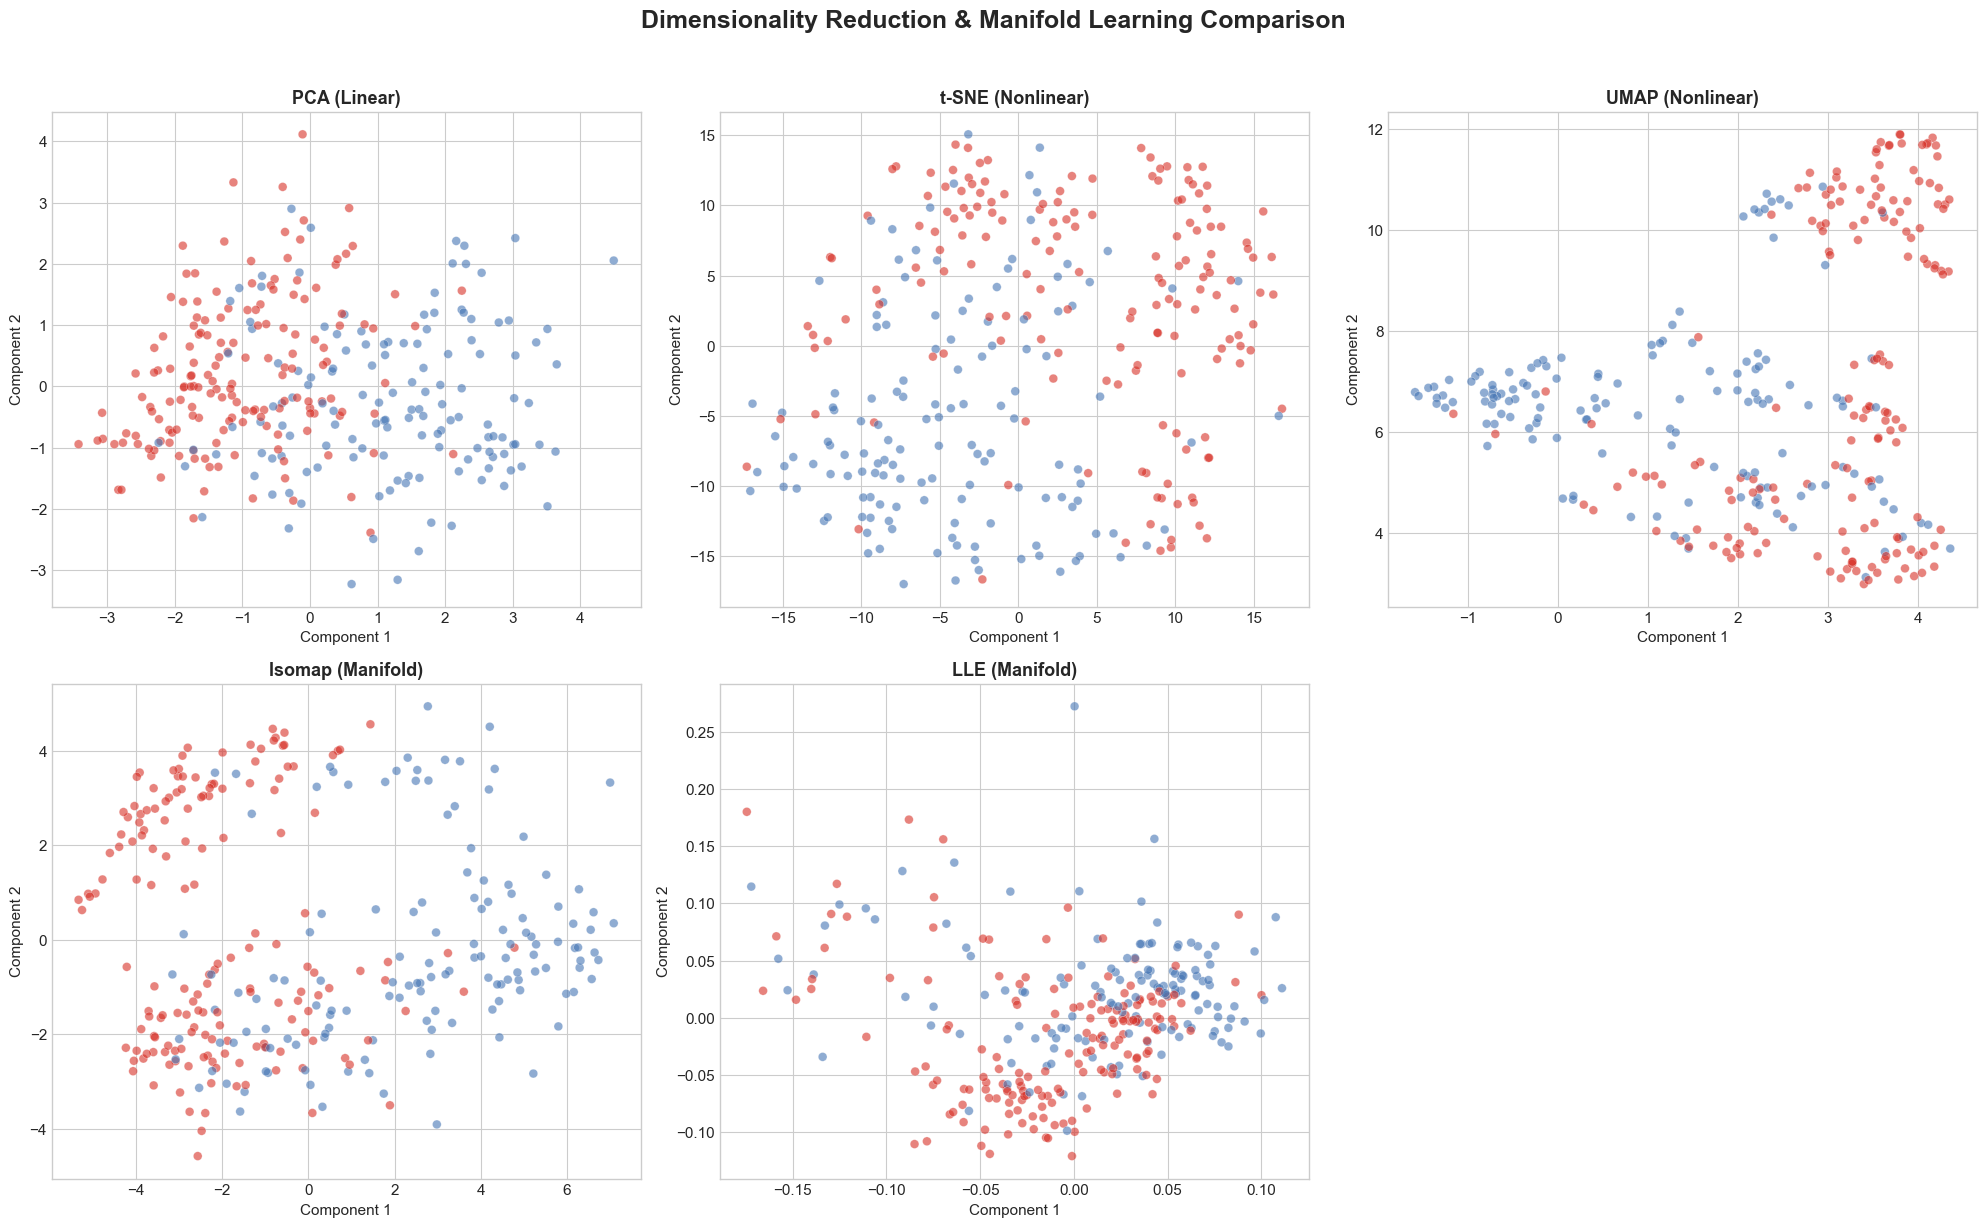 Dimensionality Reduction & Manifold Learning Comparison
PCA (Linear)
4
3
2
1
0
−1
−2
−3
Component 2
−3 −2 −1 0 1 2 3 4
Component 1
t-SNE (Nonlinear)
15
10
5
0
−5
−10
−15
Component 2
−15 −10 −5 0 5 10 15
Component 1
UMAP (Nonlinear)
12
10
8
6
4
Component 2
−1 0 1 2 3 4
Component 1
Isomap (Manifold)
4
2
0
−2
−4
Component 2
−4 −2 0 2 4 6
Component 1
LLE (Manifold)
0.25
0.20
0.15
0.10
0.05
0.00
−0.05
−0.10
Component 2
−0.15 −0.10 −0.05 0.00 0.05 0.10
Component 1